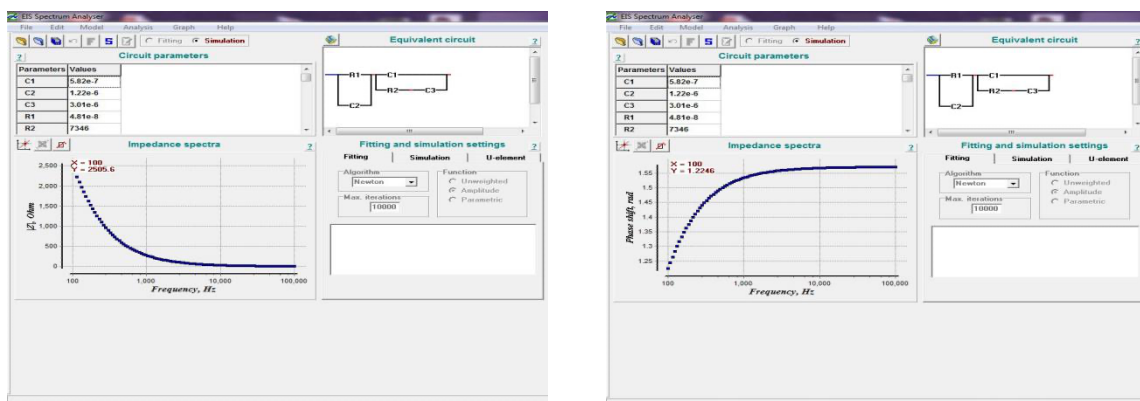 EIS Spectrum Analyser
File Edit Model Analysis Graph Help
S Fitting Simulation
? Circuit parameters
Parameters Values
C1 5.82e-7
C2 1.22e-6
C3 3.01e-6
R1 4.81e-8
R2 7346
Equivalent circuit ?
R1 C1
R2 C3
C2
Impedance spectra ?
X = 100
Y = 2505.6
2,500
2,000
1,500
1,000
500
0
|Z|, Ohm
100 1,000 10,000 100,000
Frequency, Hz
Fitting and simulation settings ?
Fitting Simulation U-element
Algorithm
Newton
Max. iterations
10000
Function
Unweighted
Amplitude
Parametric
EIS Spectrum Analyser
File Edit Model Analysis Graph Help
S Fitting Simulation
? Circuit parameters
Parameters Values
C1 5.82e-7
C2 1.22e-6
C3 3.01e-6
R1 4.81e-8
R2 7346
Equivalent circuit ?
R1 C1
R2 C3
C2
Impedance spectra ?
X = 100
Y = 1.2246
1.55
1.5
1.45
1.4
1.35
1.3
1.25
Phase shift, rad
100 1,000 10,000 100,000
Frequency, Hz
Fitting and simulation settings ?
Fitting Simulation U-element
Algorithm
Newton
Max. iterations
10000
Function
Unweighted
Amplitude
Parametric